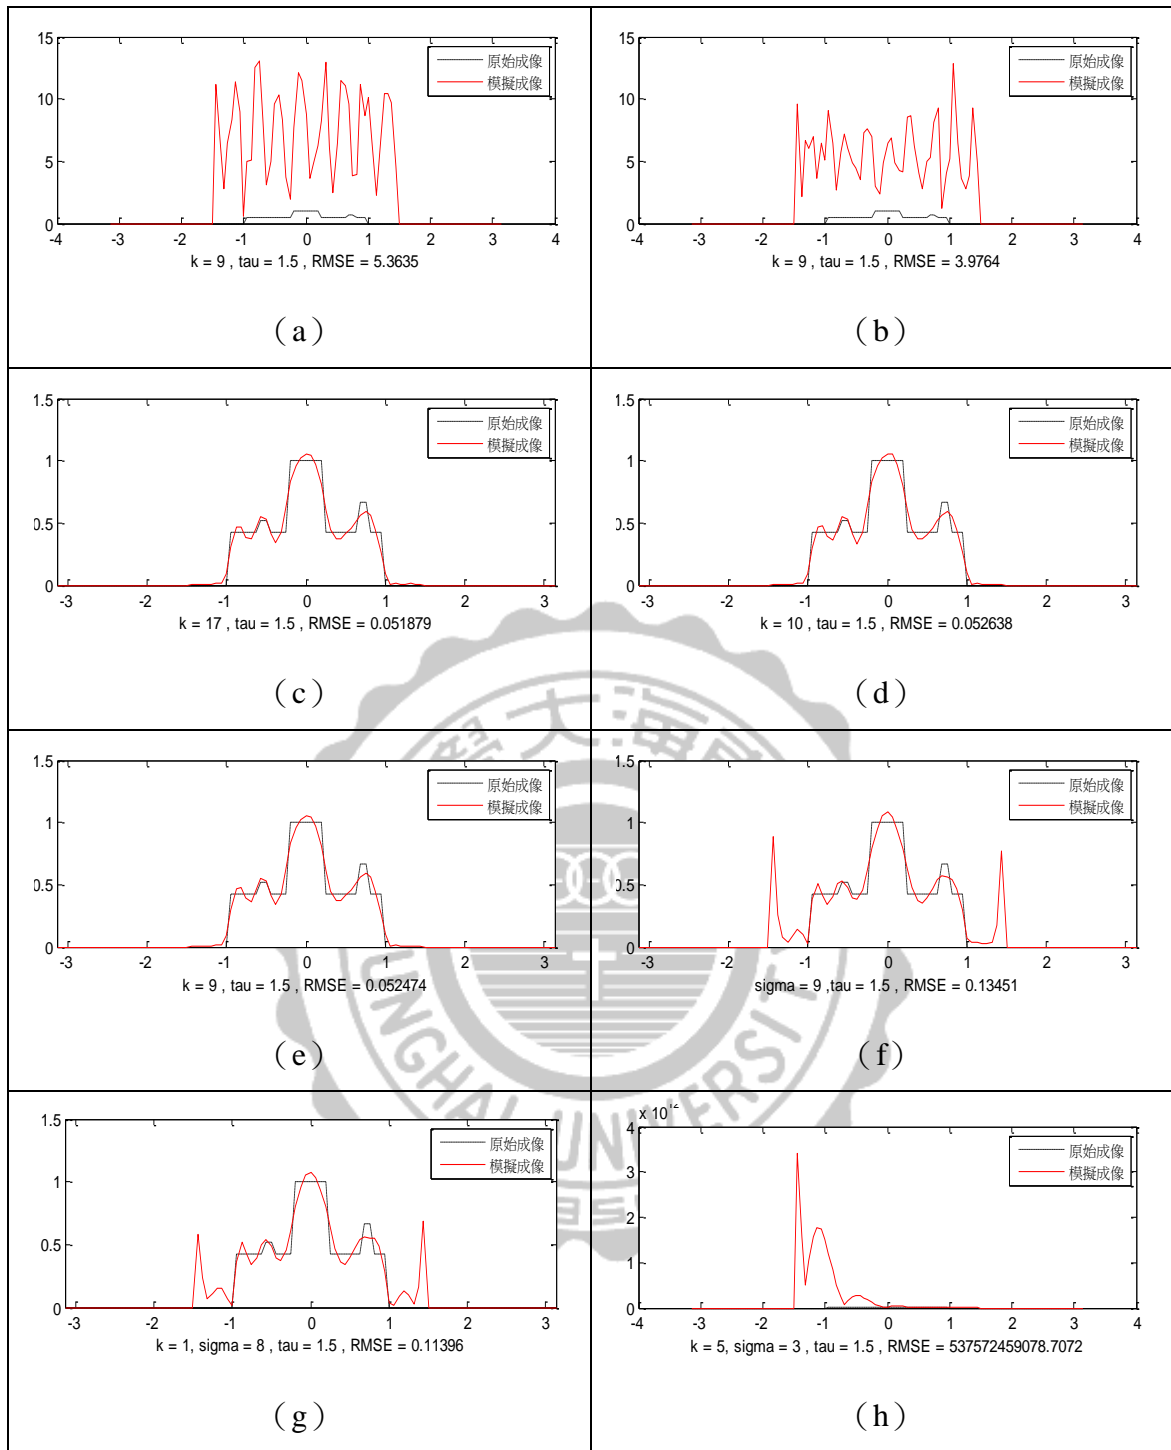 15
10
5
0
-4 -3 -2 -1 0 1 2 3 4
原始成像
模擬成像
k = 9 , tau = 1.5 , RMSE = 5.3635
(a)
15
10
5
0
-4 -3 -2 -1 0 1 2 3 4
原始成像
模擬成像
k = 9 , tau = 1.5 , RMSE = 3.9764
(b)
1.5
1
0.5
0
-3 -2 -1 0 1 2 3
原始成像
模擬成像
k = 17 , tau = 1.5 , RMSE = 0.051879
(c)
1.5
1
0.5
0
-3 -2 -1 0 1 2 3
原始成像
模擬成像
k = 10 , tau = 1.5 , RMSE = 0.052638
(d)
1.5
1
0.5
0
-3 -2 -1 0 1 2 3
原始成像
模擬成像
k = 9 , tau = 1.5 , RMSE = 0.052474
(e)
1.5
1
0.5
0
-3 -2 -1 0 1 2 3
原始成像
模擬成像
sigma = 9 ,tau = 1.5 , RMSE = 0.13451
(f)
1.5
1
0.5
0
-3 -2 -1 0 1 2 3
原始成像
模擬成像
k = 1, sigma = 8 , tau = 1.5 , RMSE = 0.11396
(g)
x 10^12
4
3
2
1
0
-4 -3 -2 -1 0 1 2 3 4
原始成像
模擬成像
k = 5, sigma = 3 , tau = 1.5 , RMSE = 537572459078.7072
(h)